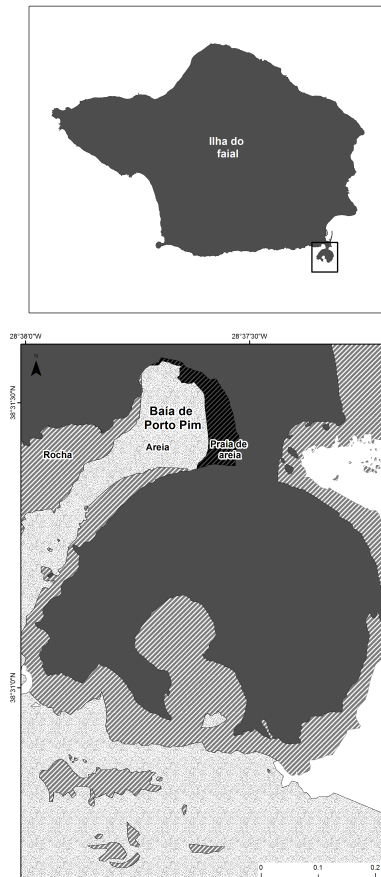 Ilha do
faial
28°38'0"W
28°37'30"W
N
38°31'30"N
Baía de
Porto Pim
Rocha
Areia
Praia de
areia
38°31'0"N
0
0.1
0.2